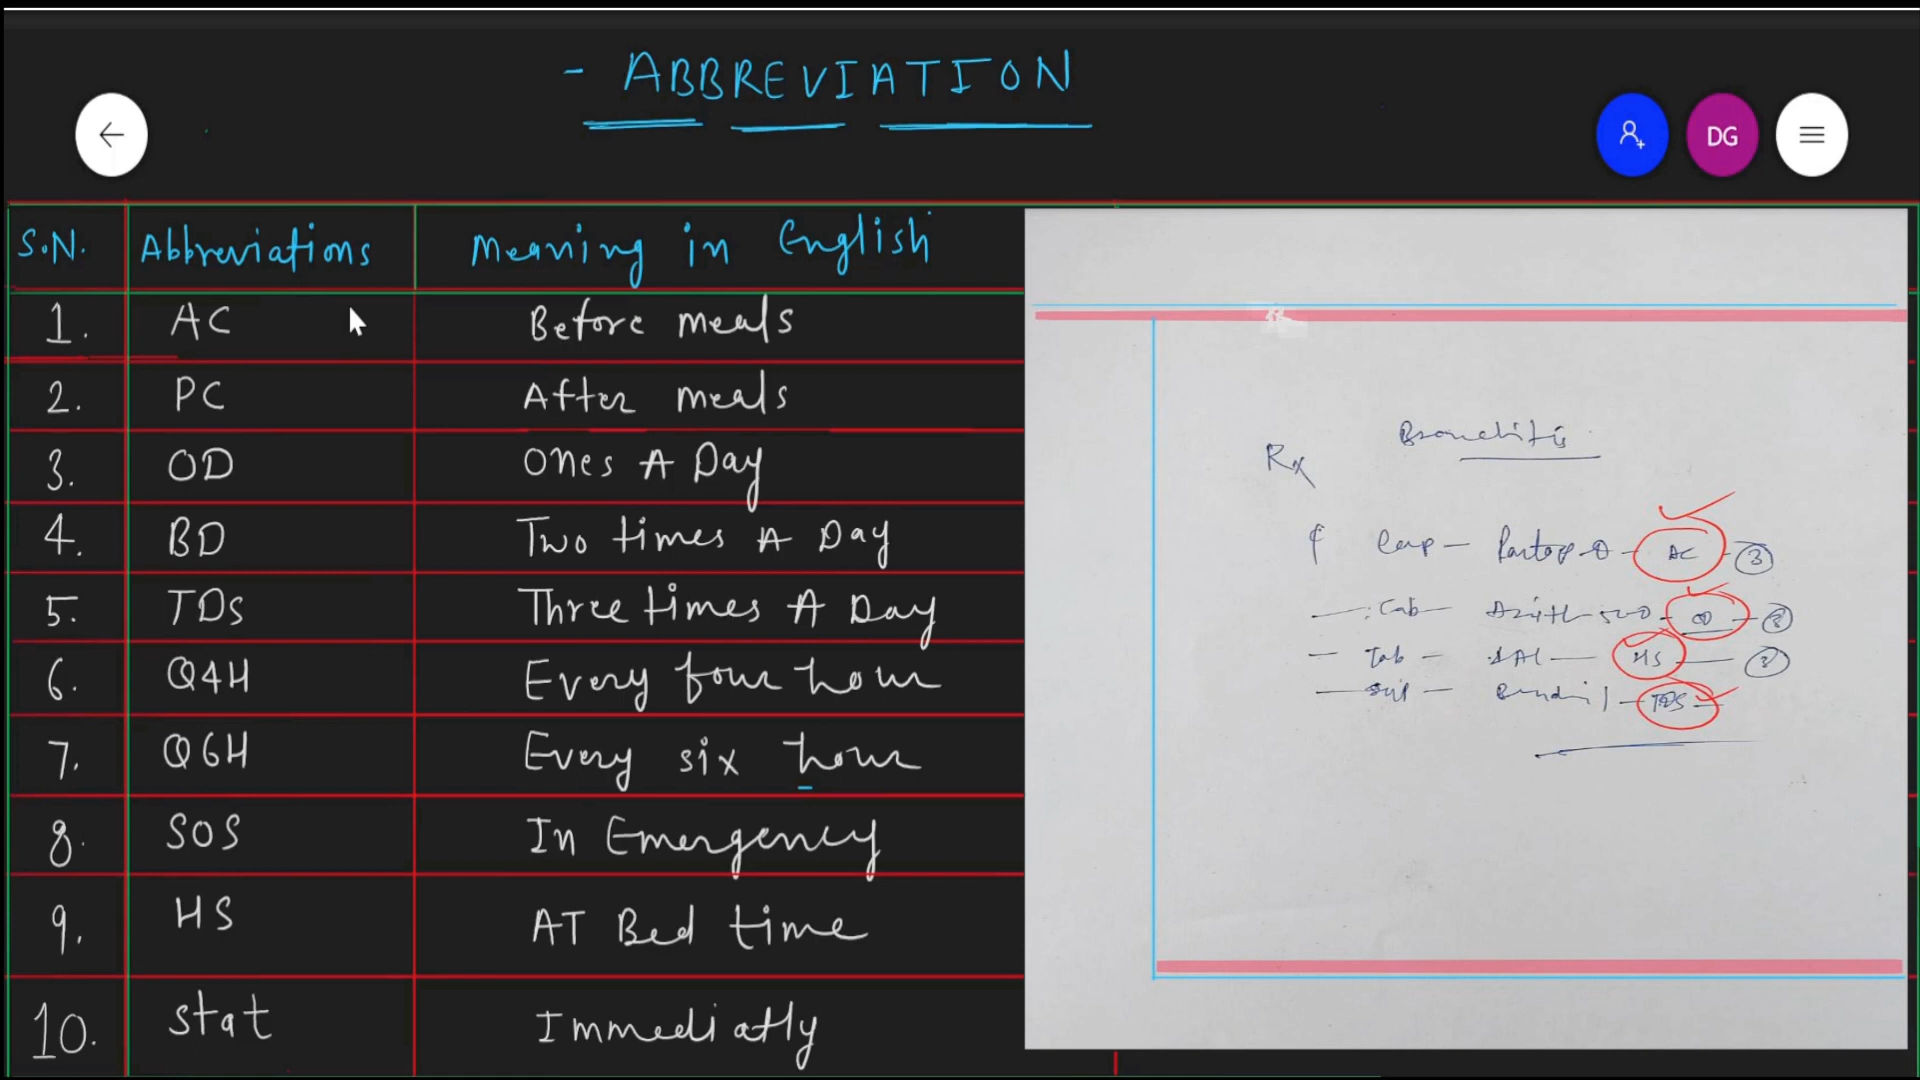 - ABBREVIATION
DG
S.N. Abbreviations Meaning in English
1. AC Before meals
2. PC After meals
3. OD Ones A Day
4. BD Two times A Day
5. TDs Three times A Day
6. Q4H Every four hour
7. Q6H Every six hour
8. SOS In Emergency
9. HS AT Bed time
10. stat Immediatly
Rx
AC 3
OD
Tab - HS
TDS